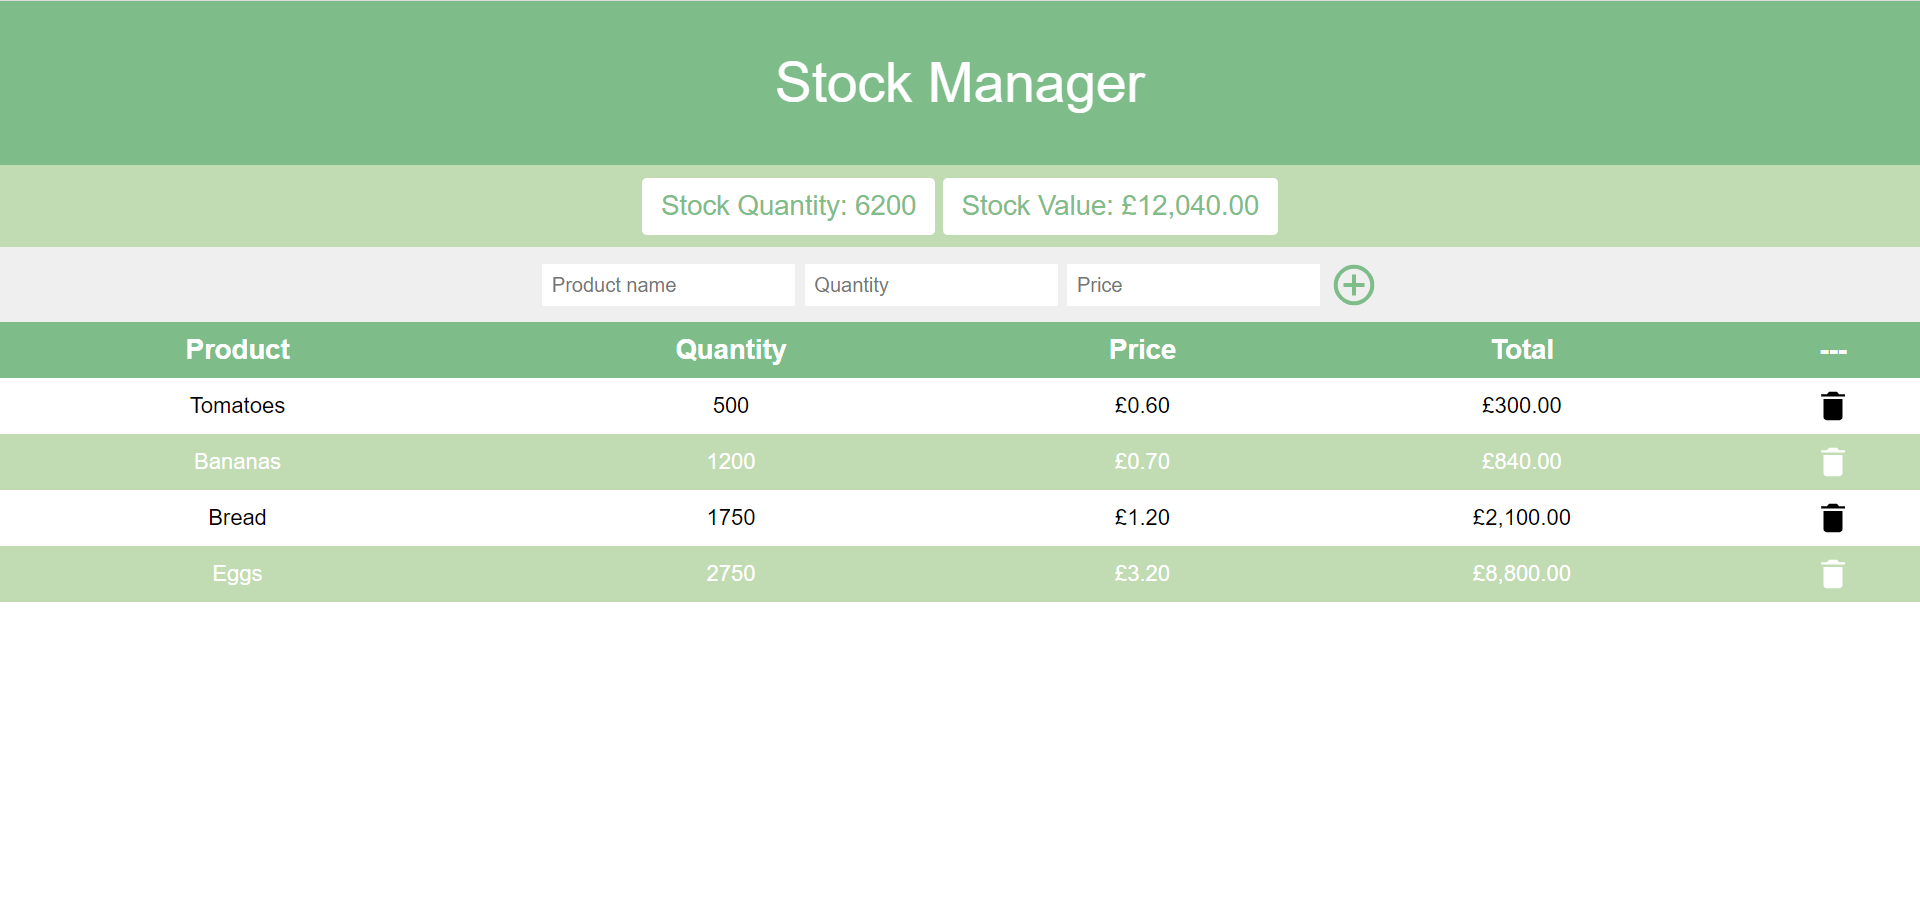 Stock Manager
Stock Quantity: 6200 Stock Value: £12,040.00
Product name Quantity Price
Product Quantity Price Total ---
Tomatoes 500 £0.60 £300.00
Bananas 1200 £0.70 £840.00
Bread 1750 £1.20 £2,100.00
Eggs 2750 £3.20 £8,800.00